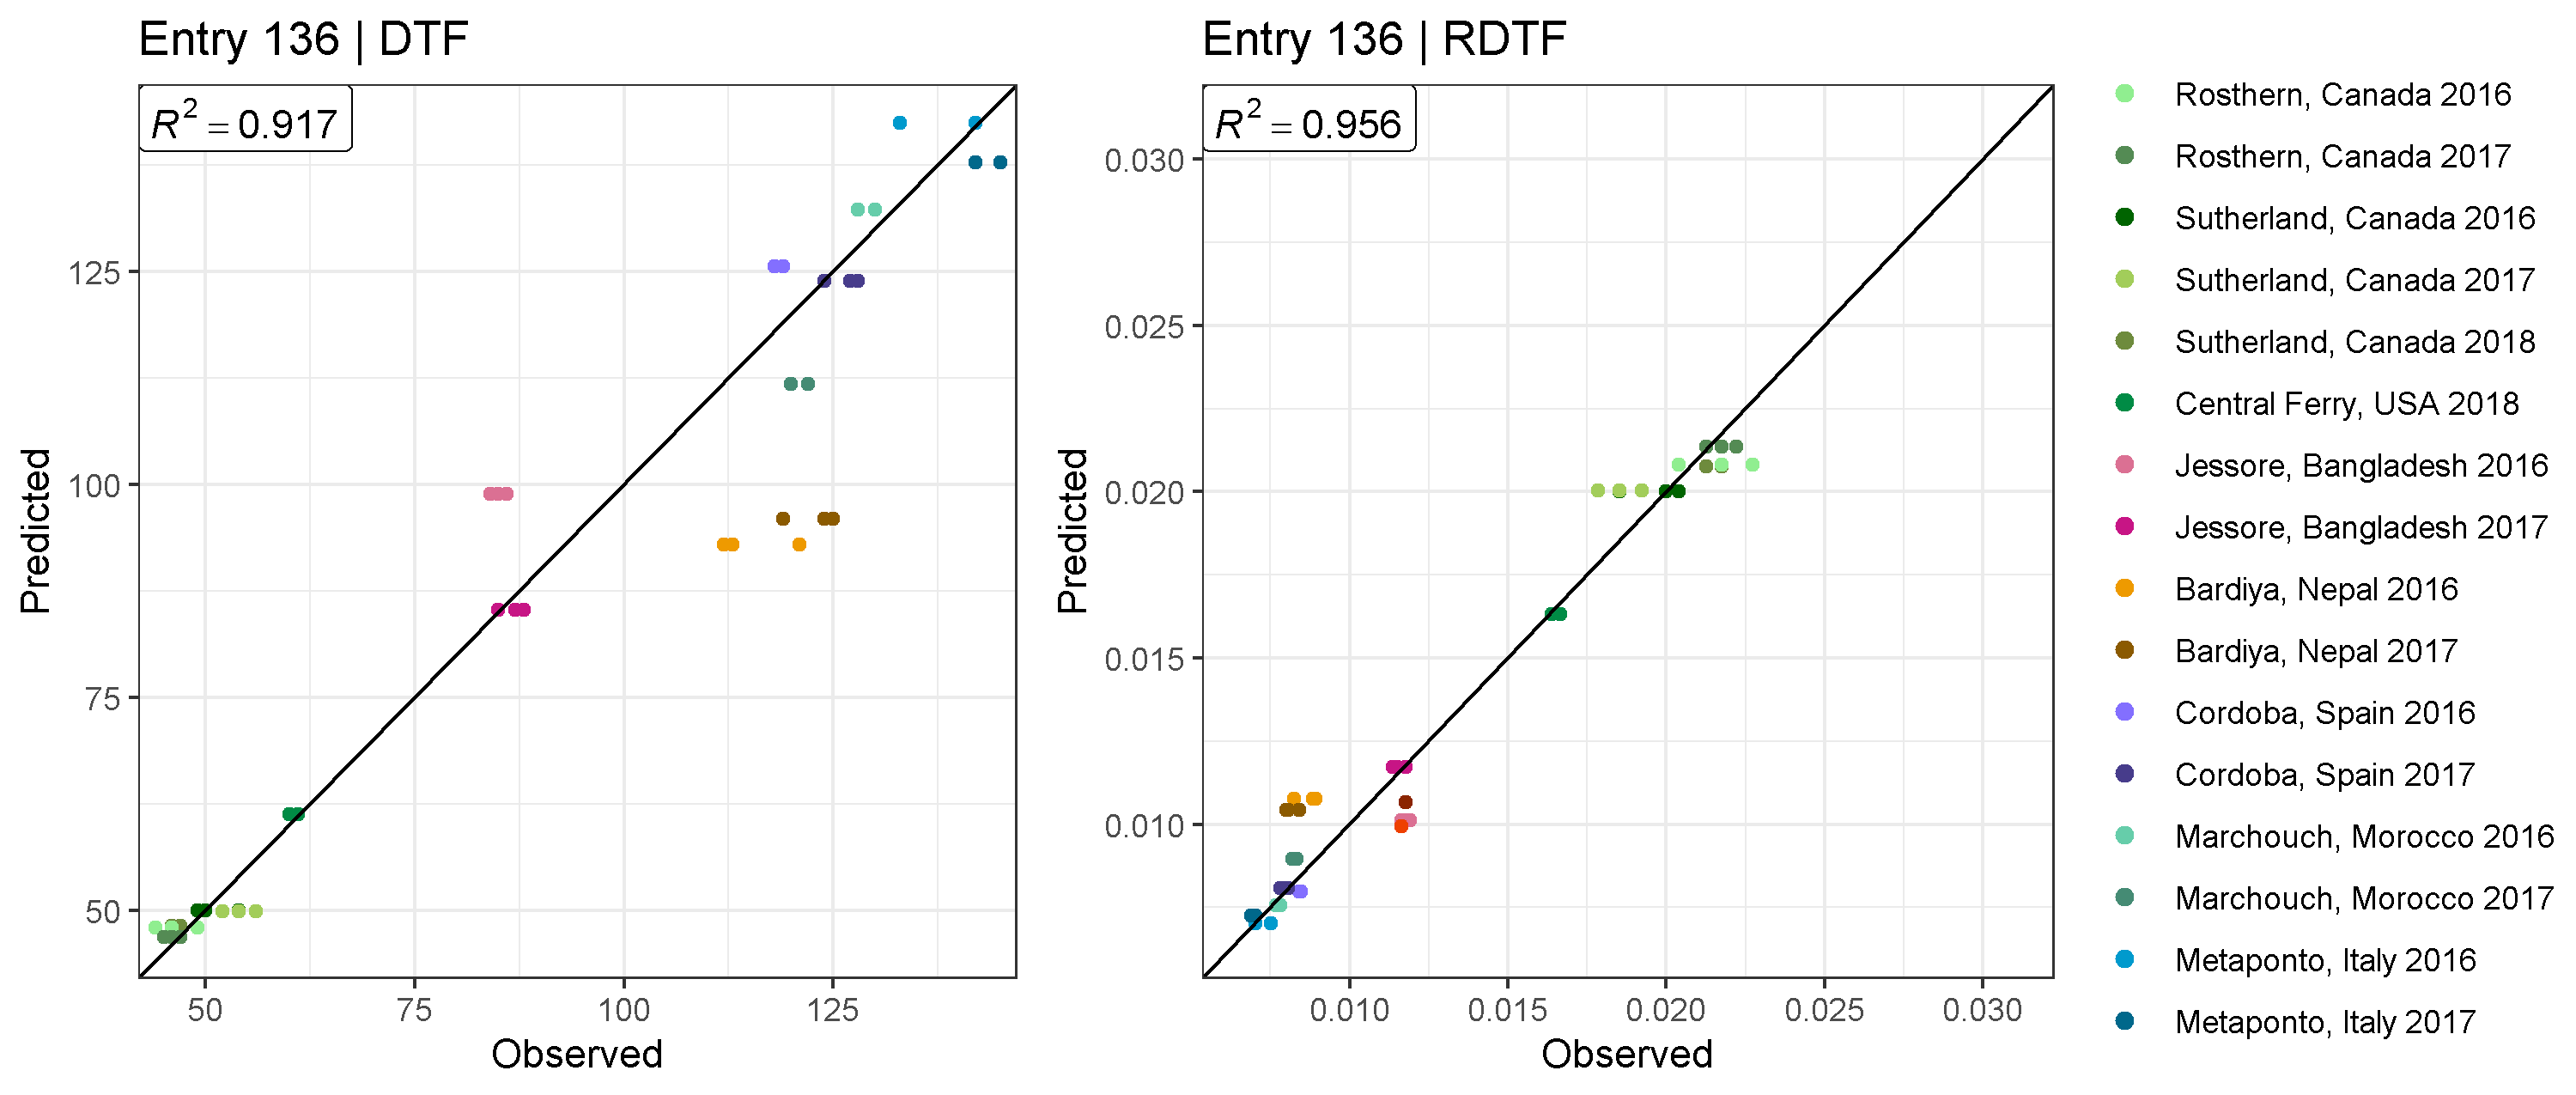 Entry 136 | DTF
R² = 0.917
125
100
75
50
50
75
100
125
Observed
Predicted
Entry 136 | RDTF
R² = 0.956
0.030
0.025
0.020
0.015
0.010
0.010
0.015
0.020
0.025
0.030
Observed
Predicted
Rosthern, Canada 2016
Rosthern, Canada 2017
Sutherland, Canada 2016
Sutherland, Canada 2017
Sutherland, Canada 2018
Central Ferry, USA 2018
Jessore, Bangladesh 2016
Jessore, Bangladesh 2017
Bardiya, Nepal 2016
Bardiya, Nepal 2017
Cordoba, Spain 2016
Cordoba, Spain 2017
Marchouch, Morocco 2016
Marchouch, Morocco 2017
Metaponto, Italy 2016
Metaponto, Italy 2017